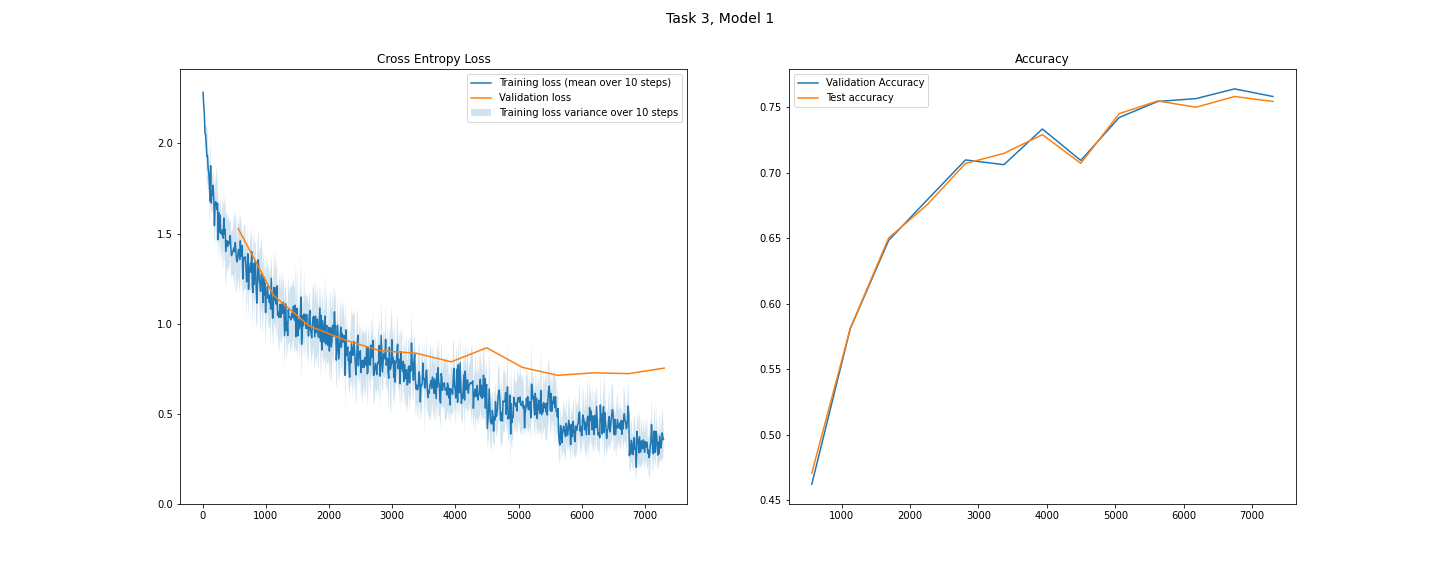 Task 3, Model 1
Cross Entropy Loss
Training loss (mean over 10 steps)
Validation loss
Training loss variance over 10 steps
2.0
1.5
1.0
0.5
0.0
0 1000 2000 3000 4000 5000 6000 7000
Accuracy
Validation Accuracy
Test accuracy
0.75
0.70
0.65
0.60
0.55
0.50
0.45
1000 2000 3000 4000 5000 6000 7000